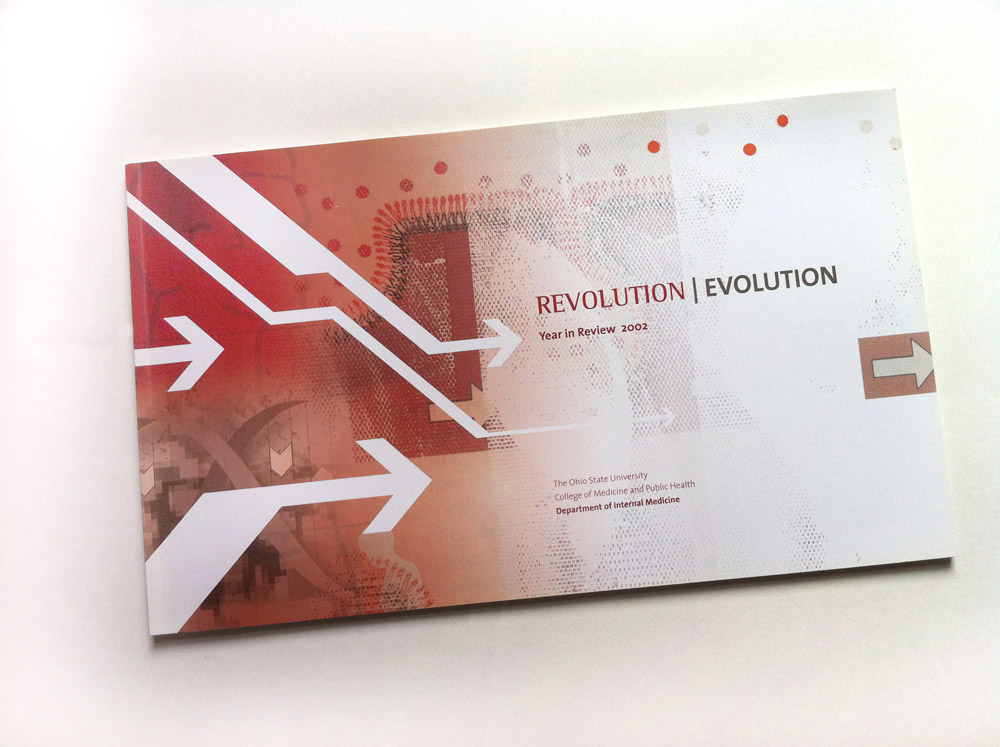 REVOLUTION | EVOLUTION
Year in Review 2002
The Ohio State University
College of Medicine and Public Health
Department of Internal Medicine